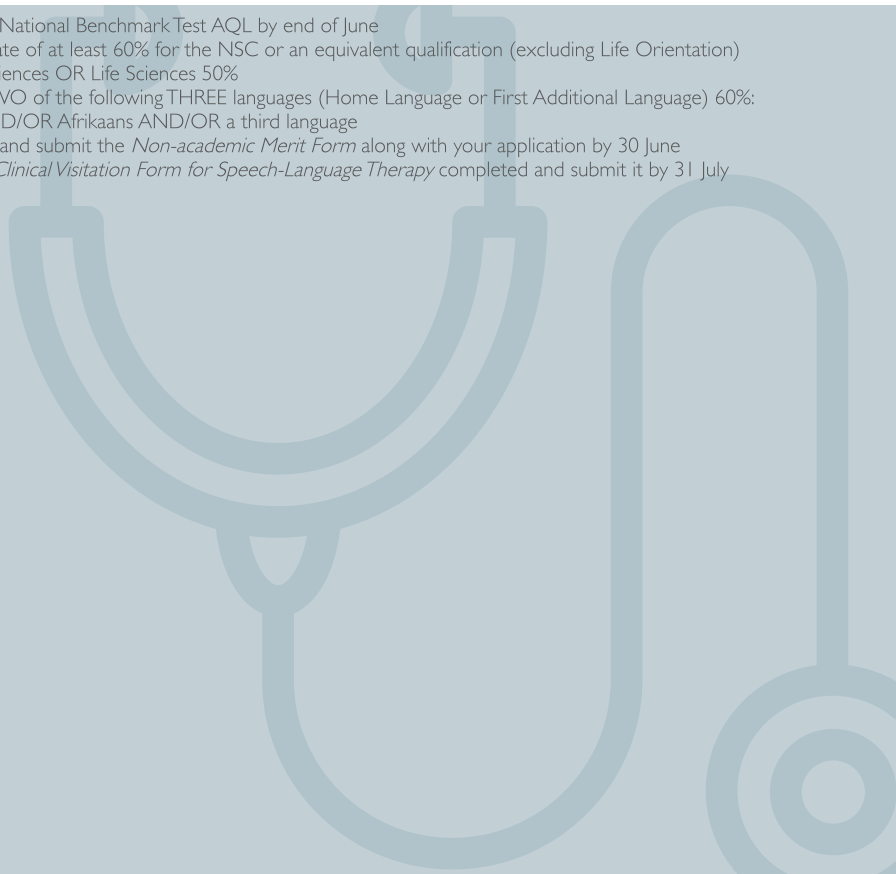 National Benchmark Test AQL by end of June
ate of at least 60% for the NSC or an equivalent qualification (excluding Life Orientation)
iences OR Life Sciences 50%
WO of the following THREE languages (Home Language or First Additional Language) 60%:
D/OR Afrikaans AND/OR a third language
and submit the Non-academic Merit Form along with your application by 30 June
Clinical Visitation Form for Speech-Language Therapy completed and submit it by 31 July